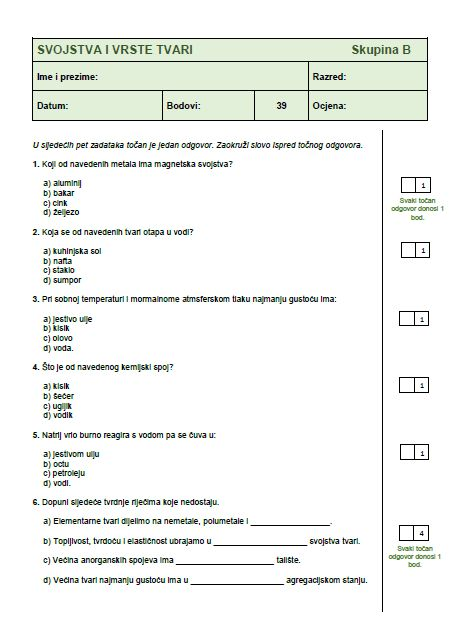 SVOJSTVA I VRSTE TVARI Skupina B
Ime i prezime: Razred:
Datum: Bodovi: 39 Ocjena:
U sljedećih pet zadataka točan je jedan odgovor. Zaokruži slovo ispred točnog odgovora.
1. Koji od navedenih metala ima magnetska svojstva?
a) aluminij
b) bakar
c) cink
d) željezo
1
Svaki točan
odgovor donosi 1
bod.
2. Koja se od navedenih tvari otapa u vodi?
a) kuhinjska sol
b) nafta
c) staklo
d) sumpor
1
3. Pri sobnoj temperaturi i mormalnome atmsferskom tlaku najmanju gustoću ima:
a) jestivo ulje
b) kisik
c) olovo
d) voda.
1
4. Što je od navedenog kemijski spoj?
a) kisik
b) šećer
c) ugljik
d) vodik
1
5. Natrij vrlo burno reagira s vodom pa se čuva u:
a) jestivom ulju
b) octu
c) petroleju
d) vodi.
1
6. Dopuni sljedeće tvrdnje riječima koje nedostaju.
a) Elementarne tvari dijelimo na nemetale, polumetale i _________________.
b) Topljivost, tvrdoću i elastičnost ubrajamo u ____________________ svojstva tvari.
c) Većina anorganskih spojeva ima ____________________ talište.
d) Većina tvari najmanju gustoću ima u ____________________ agregacijskom stanju.
4
Svaki točan
odgovor donosi 1
bod.